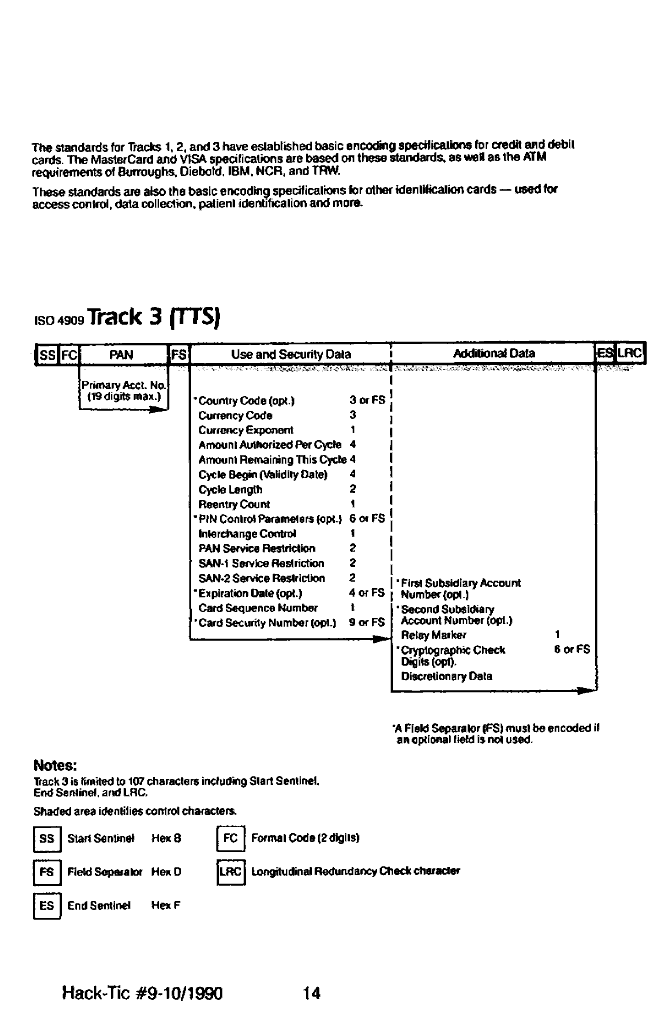 The standards for Tracks 1, 2, and 3 have established basic encoding specifications for credit and debit
cards. The MasterCard and VISA specifications are based on these standards, as well as the ATM
requirements of Burroughs, Diebold, IBM, NCR, and TRW.
These standards are also the basic encoding specifications for other identification cards — used for
access control, data collection, patient identification and more.
ISO 4909 Track 3 (TTS)
SS FC PAN FS Use and Security Data Additional Data ES LRC
Primary Acct. No.
(19 digits max.)
*Country Code (opt.) 3 or FS
Currency Code 3
Currency Exponent 1
Amount Authorized Per Cycle 4
Amount Remaining This Cycle 4
Cycle Begin (Validity Date) 4
Cycle Length 2
Reentry Count 1
*PIN Control Parameters (opt.) 6 or FS
Interchange Control 1
PAN Service Restriction 2
SAN-1 Service Restriction 2
SAN-2 Service Restriction 2
*Expiration Date (opt.) 4 or FS
Card Sequence Number 1
*Card Security Number (opt.) 9 or FS
*First Subsidiary Account
Number (opt.)
*Second Subsidiary
Account Number (opt.)
Relay Marker 1
*Cryptographic Check 6 or FS
Digits (opt).
Discretionary Data
*A Field Separator (FS) must be encoded if
an optional field is not used.
Notes:
Track 3 is limited to 107 characters including Start Sentinel,
End Sentinel, and LRC.
Shaded area identifies control characters.
SS Start Sentinel Hex B FC Format Code (2 digits)
FS Field Separator Hex D LRC Longitudinal Redundancy Check character
ES End Sentinel Hex F
Hack-Tic #9-10/1990 14